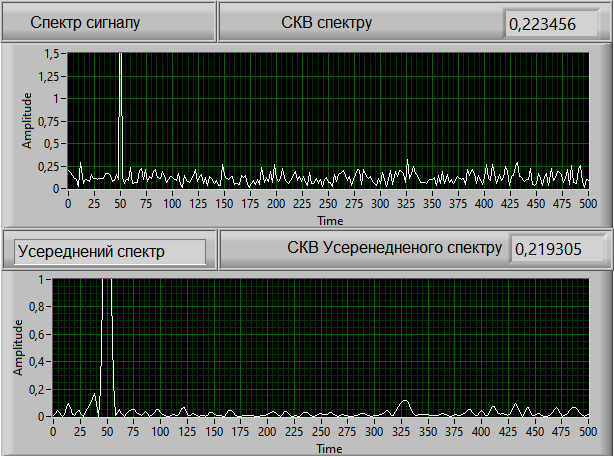 Спектр сигналу
СКВ спектру
0,223456
Amplitude
1,5
1,25
1
0,75
0,5
0,25
0
0 25 50 75 100 125 150 175 200 225 250 275 300 325 350 375 400 425 450 475 500
Time
Усереднений спектр
СКВ Усеренедненого спектру
0,219305
Amplitude
1
0,8
0,6
0,4
0,2
0
0 25 50 75 100 125 150 175 200 225 250 275 300 325 350 375 400 425 450 475 500
Time